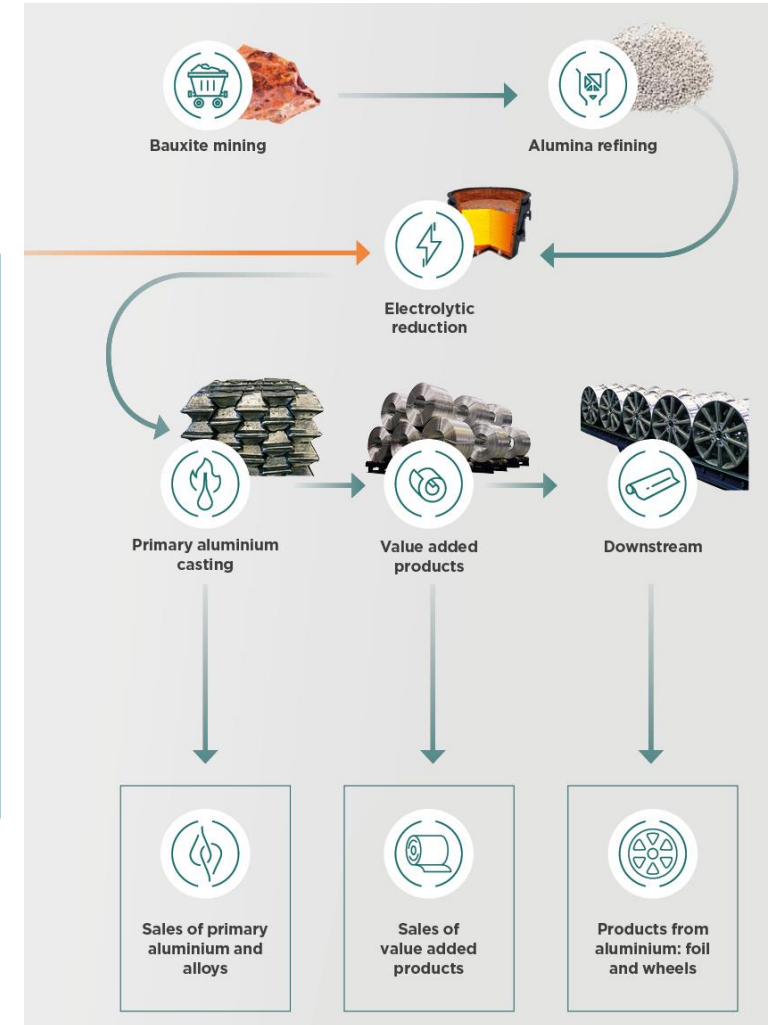 Bauxite mining
Alumina refining
Electrolytic
reduction
Primary aluminium
casting
Value added
products
Downstream
Sales of primary
aluminium and
alloys
Sales of
value added
products
Products from
aluminium: foil
and wheels